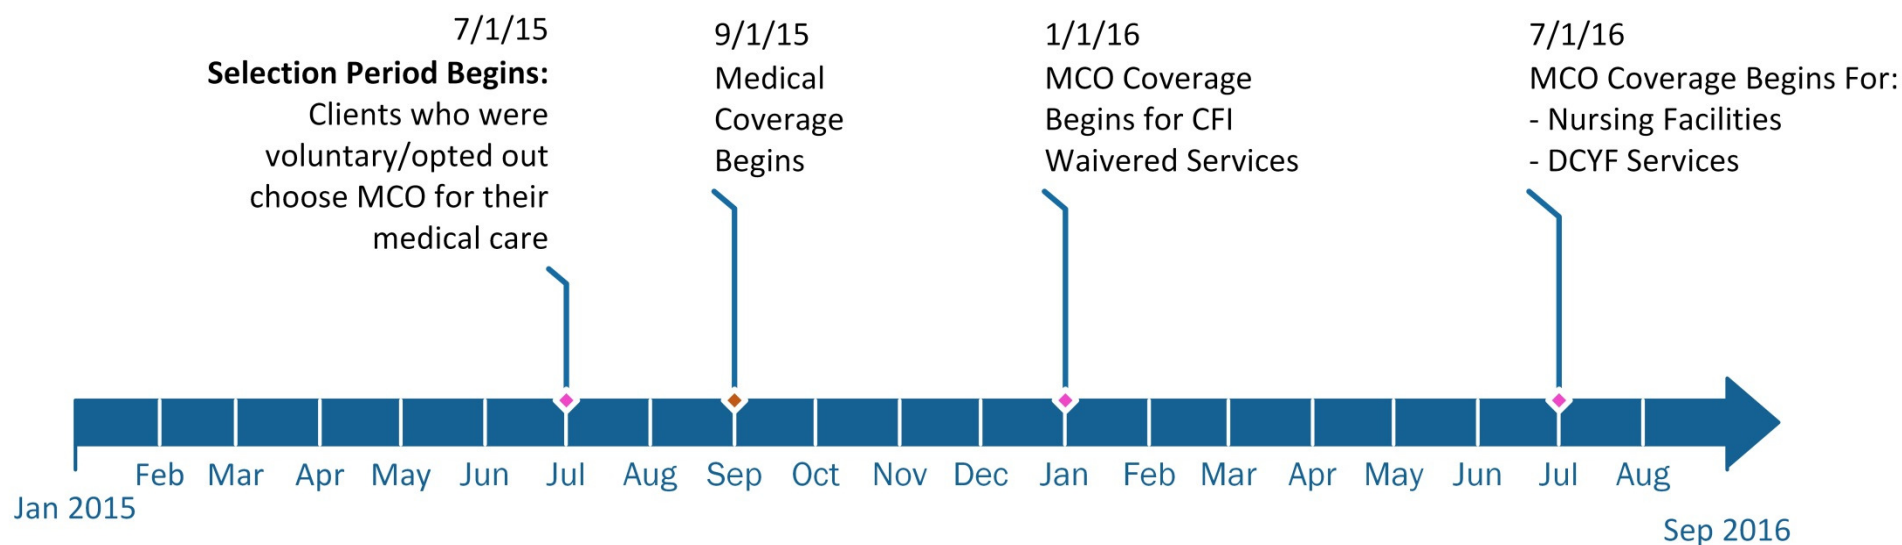 7/1/15
Selection Period Begins:
Clients who were
voluntary/opted out
choose MCO for their
medical care
9/1/15
Medical
Coverage
Begins
1/1/16
MCO Coverage
Begins for CFI
Waivered Services
7/1/16
MCO Coverage Begins For:
- Nursing Facilities
- DCYF Services
Feb Mar Apr May Jun Jul Aug Sep Oct Nov Dec Jan Feb Mar Apr May Jun Jul Aug
Jan 2015
Sep 2016